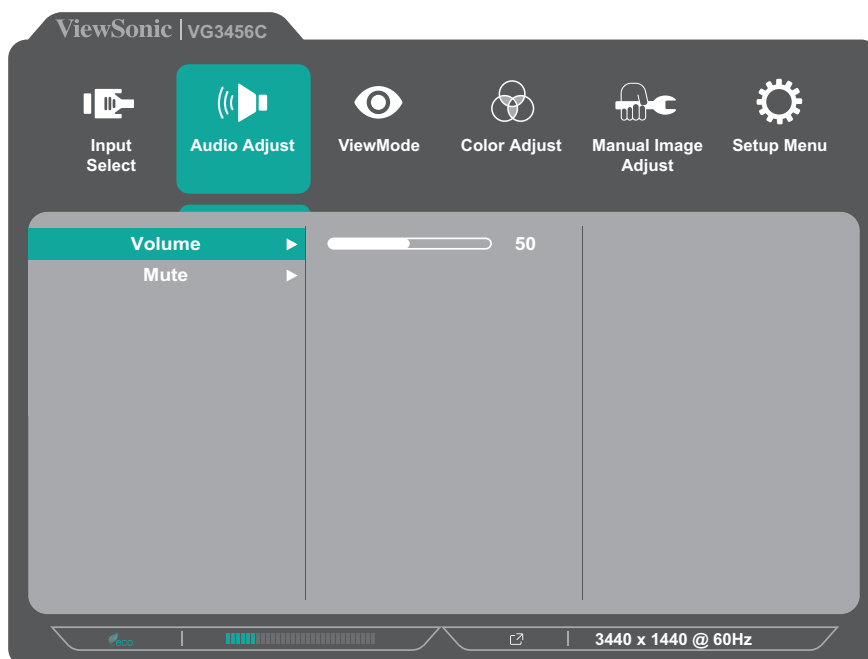 ViewSonic | VG3456C
Input Select
Audio Adjust
ViewMode
Color Adjust
Manual Image Adjust
Setup Menu
Volume 50
Mute
eco
3440 x 1440 @ 60Hz